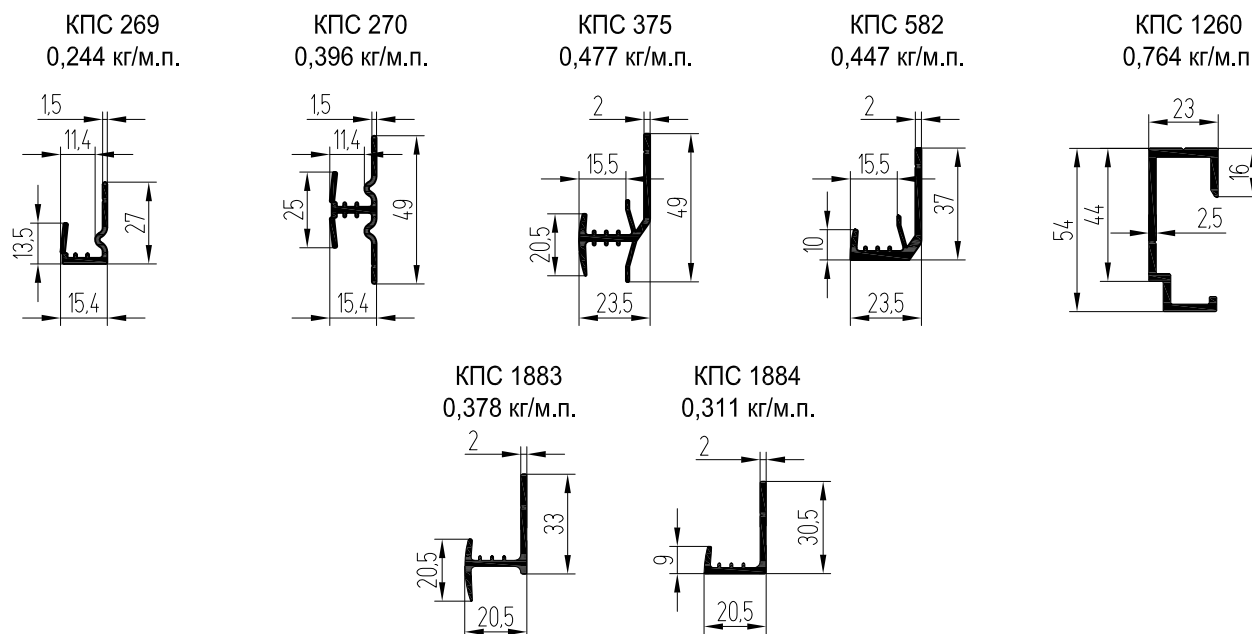 КПС 269
0,244 кг/м.п.
1,5
11,4
13,5
27
15,4
КПС 270
0,396 кг/м.п.
1,5
11,4
25
49
15,4
КПС 375
0,477 кг/м.п.
2
15,5
20,5
49
23,5
КПС 582
0,447 кг/м.п.
2
15,5
10
37
23,5
КПС 1260
0,764 кг/м.п
23
16
54
44
2,5
КПС 1883
0,378 кг/м.п.
2
20,5
33
20,5
КПС 1884
0,311 кг/м.п.
2
9
30,5
20,5